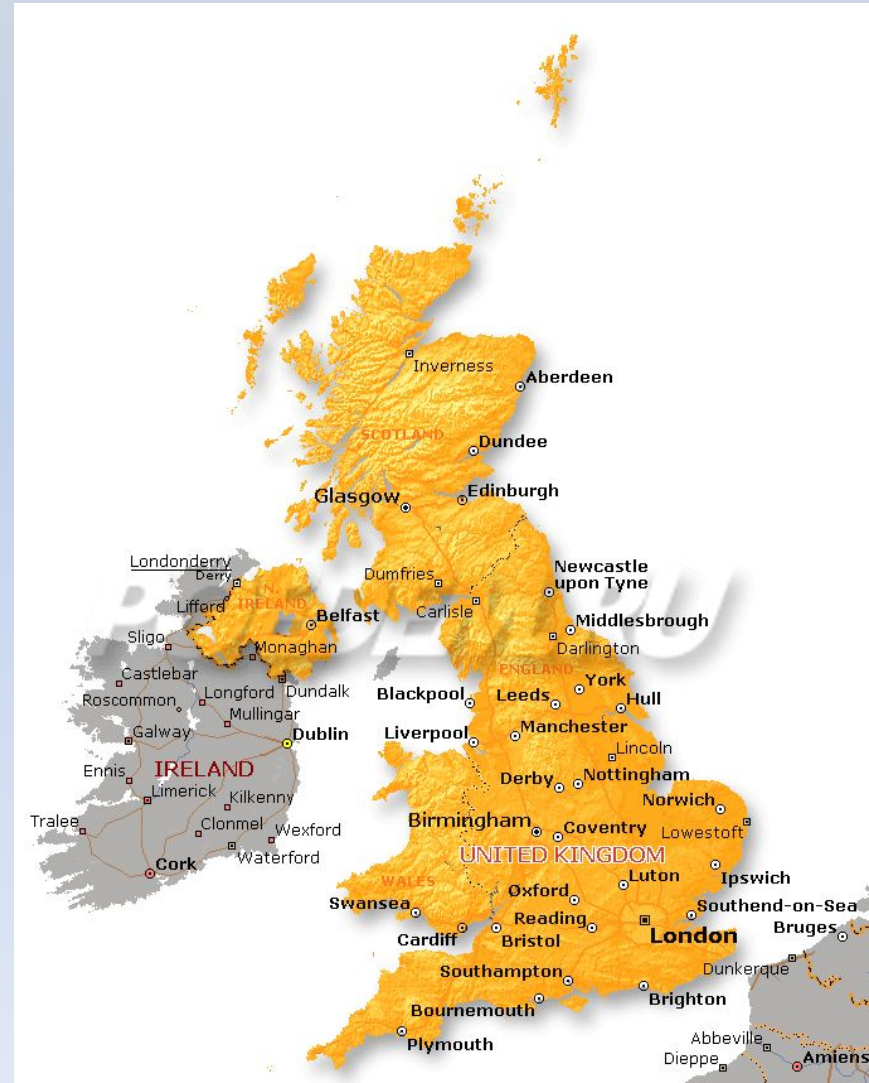 Inverness
Aberdeen
SCOTLAND
Dundee
Edinburgh
Glasgow
Londonderry
Derry
Dumfries
Newcastle
upon Tyne
N.
IRELAND
Lifford
Carlisle
Belfast
Middlesbrough
Sligo
Monaghan
Darlington
ENGLAND
Castlebar
Longford
Dundalk
Blackpool
Leeds
York
Roscommon
Hull
Mullingar
Galway
Dublin
Liverpool
Manchester
Lincoln
Ennis
IRELAND
Derby
Nottingham
Limerick
Kilkenny
Norwich
Tralee
Clonmel
Wexford
Birmingham
Coventry
Lowestoft
Waterford
UNITED KINGDOM
Cork
WALES
Luton
Ipswich
Swansea
Øxford
Southend-on-Sea
Reading
Bruges
Cardiff
Bristol
London
Dunkerque
Southampton
Brighton
Bournemouth
Plymouth
Abbeville
Dieppe
Amiens